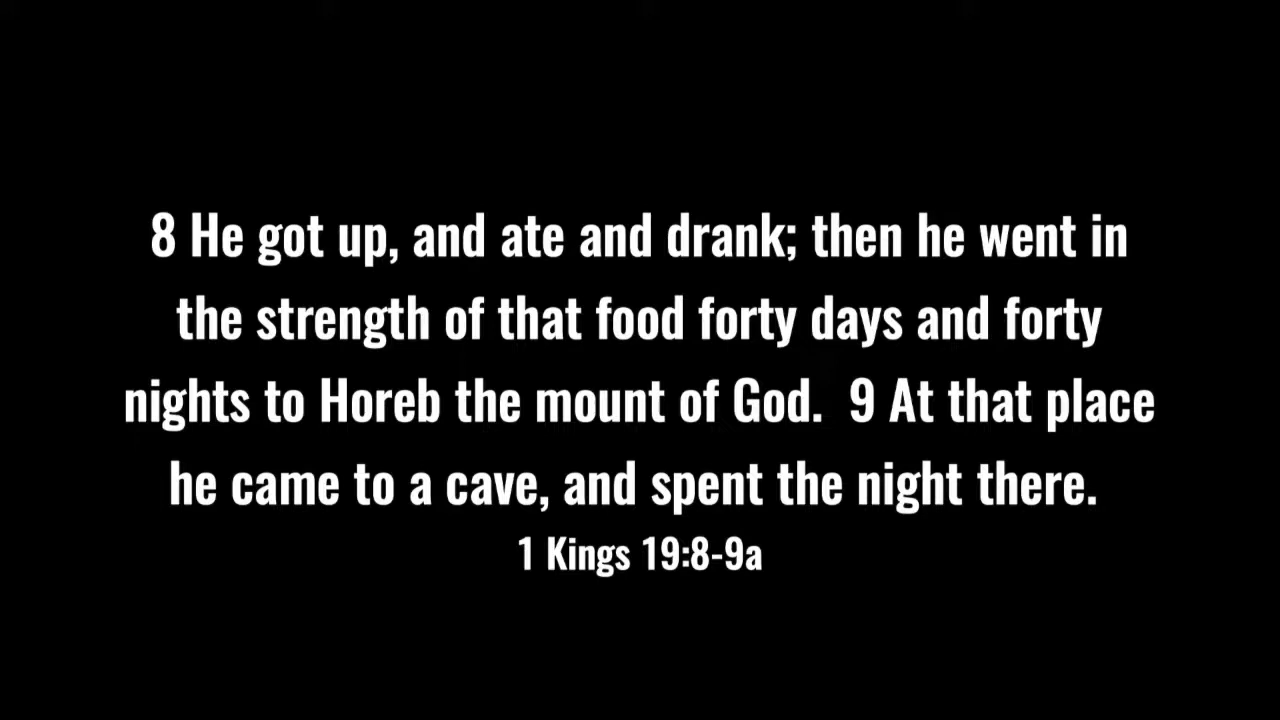 8 He got up, and ate and drank; then he went in
the strength of that food forty days and forty
nights to Horeb the mount of God.  9 At that place
he came to a cave, and spent the night there.
1 Kings 19:8-9a